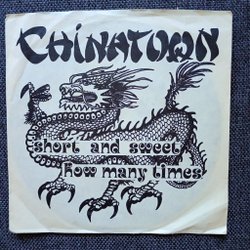 CHINATOWN
short and sweet
how many times